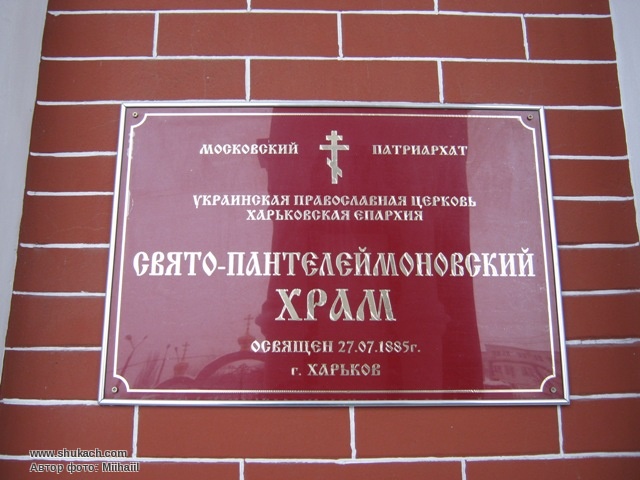 МОСКОВСКИЙ ПАТРИАРХАТ
УКРАИНСКАЯ ПРАВОСЛАВНАЯ ЦЕРКОВЬ
ХАРЬКОВСКАЯ ЕПАРХИЯ
СВЯТО-ПАНТЕЛЕЙМОНОВСКИЙ
ХРАМ
ОСВЯЩЕН 27.07.1885г.
г. ХАРЬКОВ
www.shukach.com
Автор фото: Miihaiil